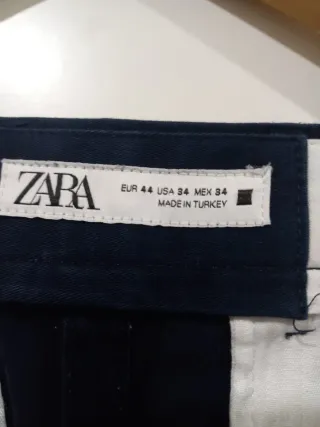 ZARA
EUR 44 USA 34 MEX 34
MADE IN TURKEY